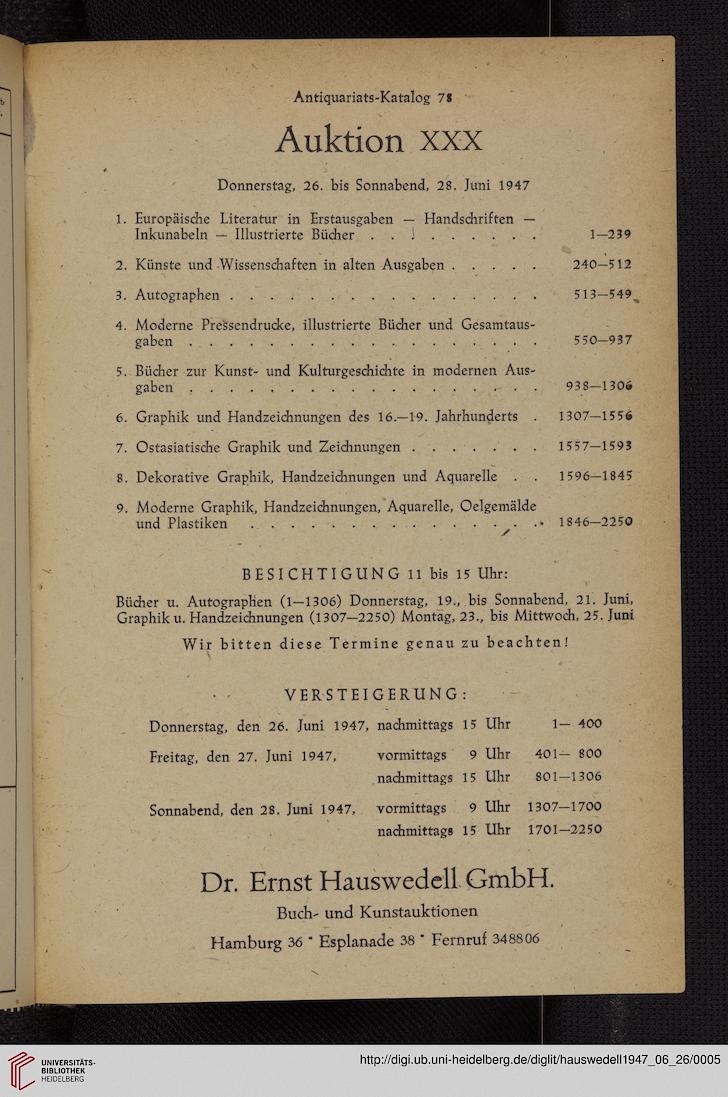 Antiquariats-Katalog 78
Auktion XXX
Donnerstag, 26. bis Sonnabend, 28. Juni 1947
1. Europäische Literatur in Erstausgaben — Handschriften —
Inkunabeln — Illustrierte Bücher . . . . . . . . . 1—239
2. Künste und Wissenschaften in alten Ausgaben . . . . . 240—512
3. Autographen . . . . . . . . . . . . . . . . 513—549
4. Moderne Pressendrucke, illustrierte Bücher und Gesamtaus-
gaben . . . . . . . . . . . . . . . . . 550—937
5. Bücher zur Kunst- und Kulturgeschichte in modernen Aus-
gaben . . . . . . . . . . . . . . . . . 938—1306
6. Graphik und Handzeichnungen des 16.—19. Jahrhunderts . 1307—1556
7. Ostasiatische Graphik und Zeichnungen . . . . . . . 1557—1593
8. Dekorative Graphik, Handzeichnungen und Aquarelle . . 1596—1845
9. Moderne Graphik, Handzeichnungen, Aquarelle, Oelgemälde
und Plastiken . . . . . . . . . . . . . . . 1846—2250
BESICHTIGUNG 11 bis 15 Uhr:
Bücher u. Autographen (1—1306) Donnerstag, 19., bis Sonnabend, 21. Juni,
Graphik u. Handzeichnungen (1307—2250) Montag, 23., bis Mittwoch, 25. Juni
Wir bitten diese Termine genau zu beachten!
VERSTEIGERUNG:
Donnerstag, den 26. Juni 1947, nachmittags 15 Uhr 1— 400
Freitag, den 27. Juni 1947, vormittags 9 Uhr 401— 800
nachmittags 15 Uhr 801—1306
Sonnabend, den 28. Juni 1947, vormittags 9 Uhr 1307—1700
nachmittags 15 Uhr 1701—2250
Dr. Ernst Hauswedell GmbH.
Buch- und Kunstauktionen
Hamburg 36 * Esplanade 38 * Fernruf 348806
UNIVERSITÄTS-
BIBLIOTHEK
HEIDELBERG
http://digi.ub.uni-heidelberg.de/diglit/hauswedell1947_06_26/0005